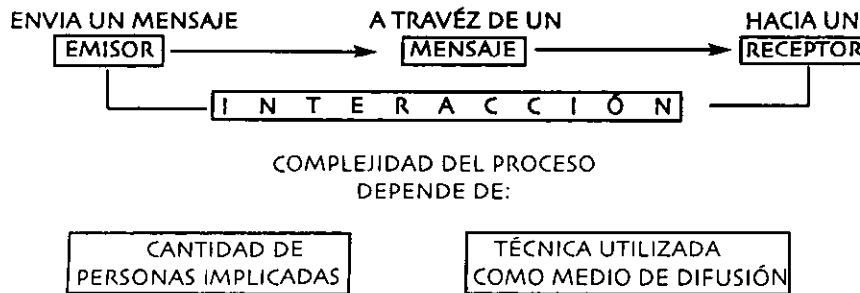 ENVIA UN MENSAJE A TRAVÉZ DE UN HACIA UN
EMISOR MENSAJE RECEPTOR
INTERACCIÓN
COMPLEJIDAD DEL PROCESO
DEPENDE DE:
CANTIDAD DE TÉCNICA UTILIZADA
PERSONAS IMPLICADAS COMO MEDIO DE DIFUSIÓN